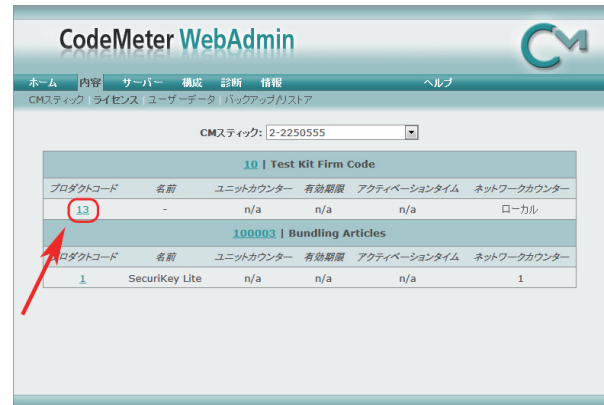 CodeMeter WebAdmin
CM
ホーム 内容 サーバー 構成 診断 情報 ヘルプ
CMスティック | ライセンス | ユーザーデータ | バックアップ/リストア
CMスティック: 2-2250555
10 | Test Kit Firm Code
プロダクトコード 名前 ユニットカウンター 有効期限 アクティベーションタイム ネットワークカウンター
13 - n/a n/a n/a ローカル
100003 | Bundling Articles
プロダクトコード 名前 ユニットカウンター 有効期限 アクティベーションタイム ネットワークカウンター
1 SecuriKey Lite n/a n/a n/a 1